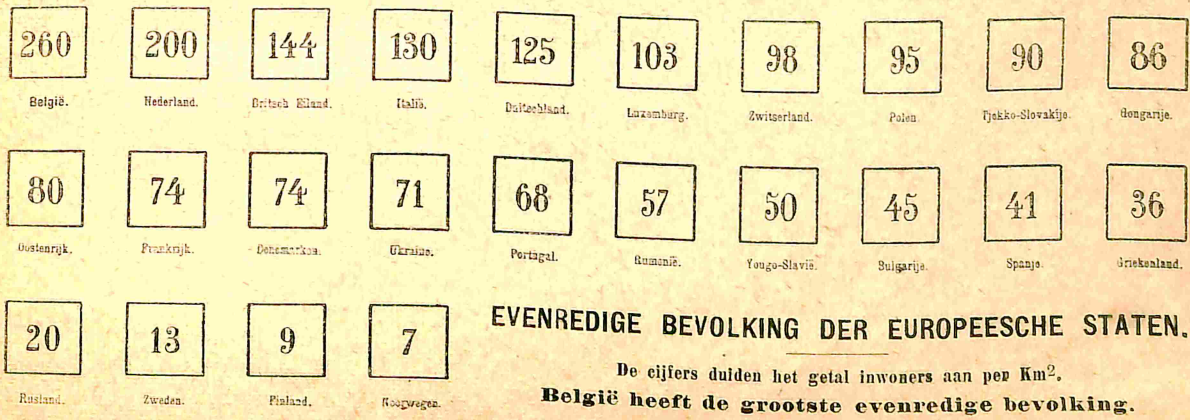 260 200 144 130 125 103 98 95 90 86
België. Nederland. Britsch Eiland. Italië. Duitschland. Luxemburg. Zwitserland. Polen Tjekko-Slovakije. Hongarije.
80 74 74 71 68 57 50 45 41 36
Oostenrijk. Frankrijk. Denemarken. Ukraine. Portugal. Rumenië. Yougo-Slavië. Bulgarije. Spanje. Griekenland.
20 13 9 7
Rusland. Zweden. Finland. Noorwegen.
EVENREDIGE BEVOLKING DER EUROPEESCHE STATEN.
De cijfers duiden het getal inwoners aan per Km².
België heeft de grootste evenredige bevolking.